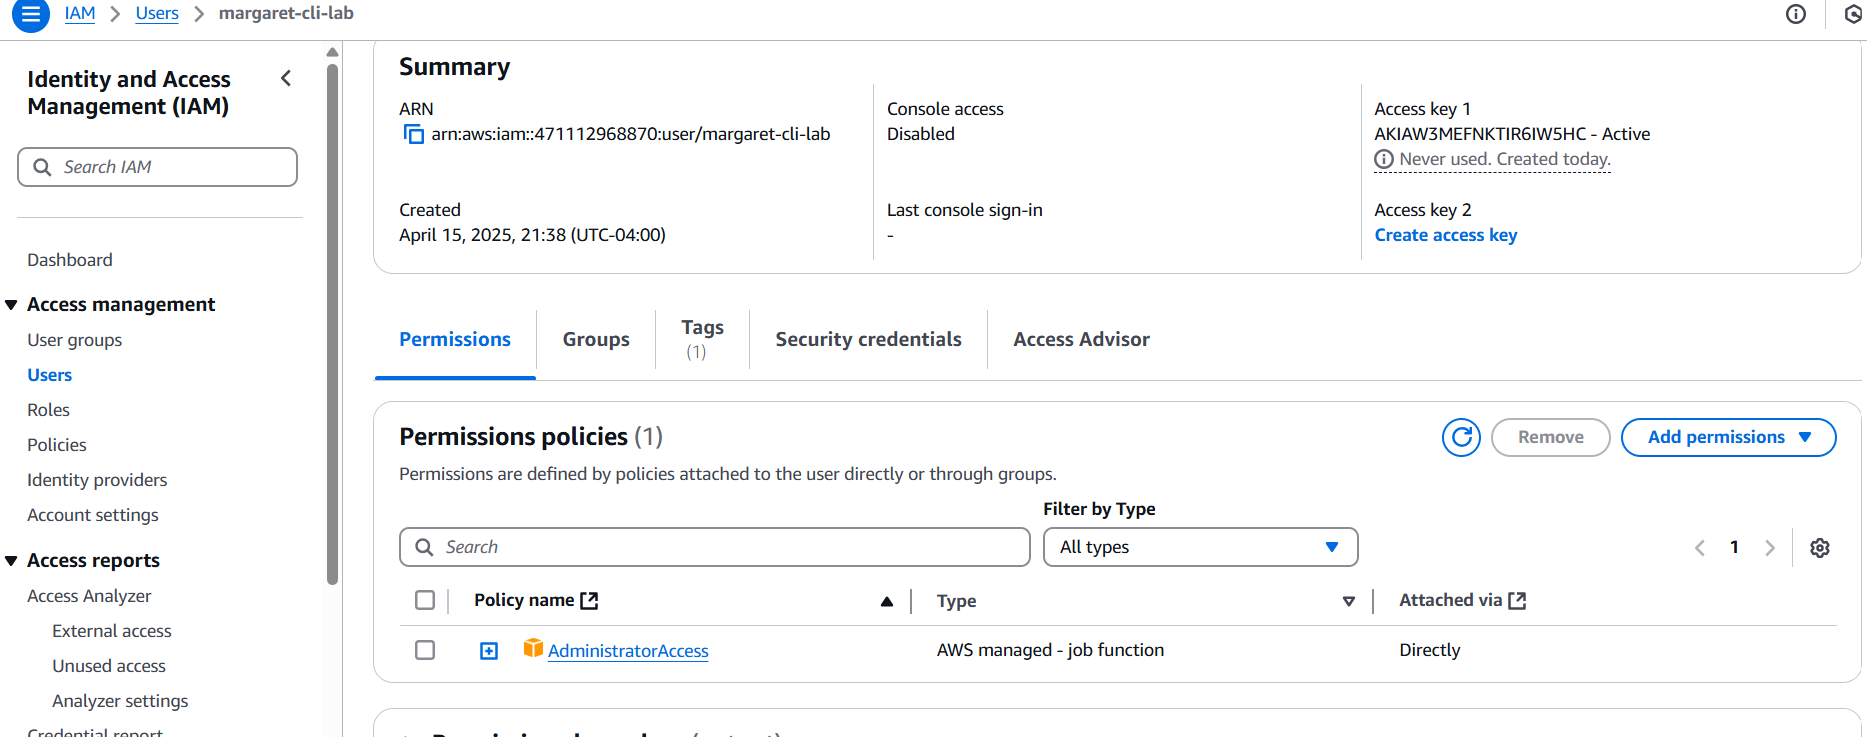 IAM > Users > margaret-cli-lab
Identity and Access
Management (IAM)
Search IAM
Dashboard
Access management
User groups
Users
Roles
Policies
Identity providers
Account settings
Access reports
Access Analyzer
External access
Unused access
Analyzer settings
Credential report
Summary
ARN
arn:aws:iam::471112968870:user/margaret-cli-lab
Created
April 15, 2025, 21:38 (UTC-04:00)
Console access
Disabled
Last console sign-in
-
Access key 1
AKIAW3MEFNKTIR6IW5HC - Active
Never used. Created today.
Access key 2
Create access key
Permissions
Groups
Tags
(1)
Security credentials
Access Advisor
Permissions policies (1)
Remove
Add permissions
Permissions are defined by policies attached to the user directly or through groups.
Filter by Type
Search
All types
1
Policy name
Type
Attached via
AdministratorAccess
AWS managed - job function
Directly